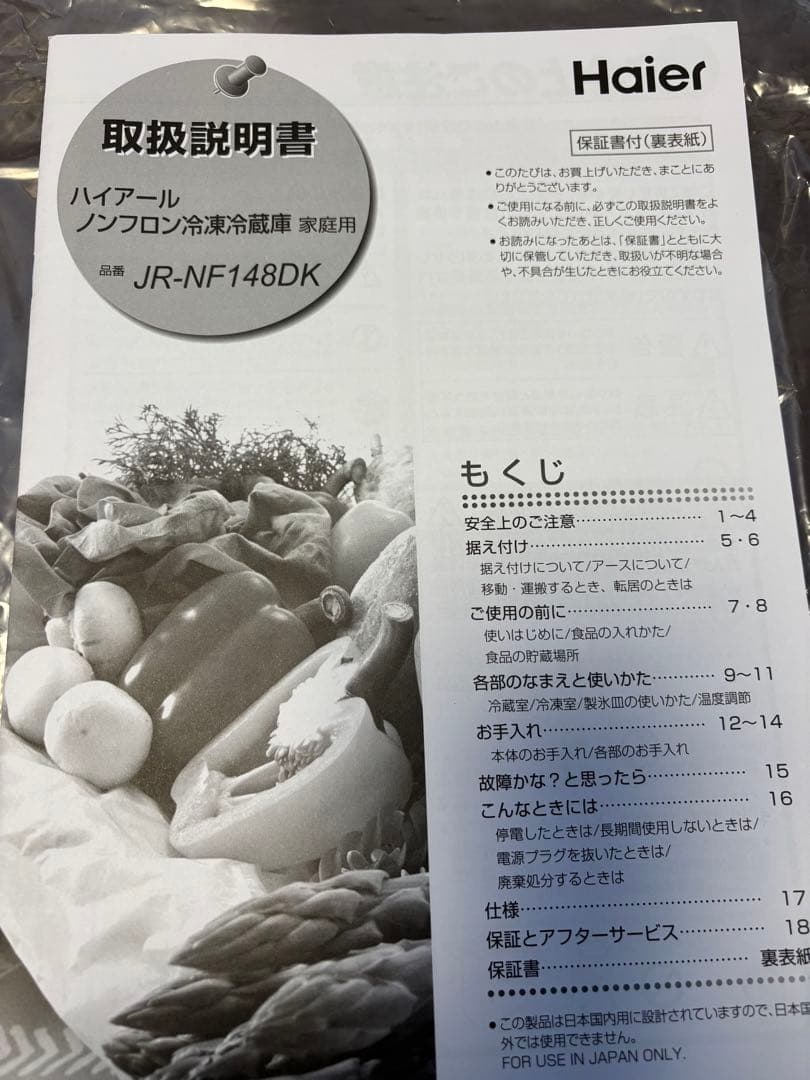 Haier
取扱説明書
ハイアール
ノンフロン冷凍冷蔵庫 家庭用
品番 JR-NF148DK
保証書付(裏表紙)
●このたびは、お買上げいただき、まことにあ
りがとうございます。
●ご使用になる前に、必ずこの取扱説明書をよ
くお読みいただき、正しくご使用ください。
●お読みになったあとは、「保証書」とともに大
切に保管していただき、取扱いが不明な場合
や、不具合が生じたときにお役立てください。
もくじ
安全上のご注意…………………… 1〜4
据え付け…………………………… 5・6
据え付けについて/アースについて/
移動・運搬するとき、転居のときは
ご使用の前に……………………… 7・8
使いはじめに/食品の入れかた/
食品の貯蔵場所
各部のなまえと使いかた………… 9〜11
冷蔵室/冷凍室/製氷皿の使いかた/温度調節
お手入れ…………………………… 12〜14
本体のお手入れ/各部のお手入れ
故障かな？と思ったら……………… 15
こんなときには……………………… 16
停電したときは/長期間使用しないときは/
電源プラグを抜いたときは/
廃棄処分するときは
仕様…………………………………… 17
保証とアフターサービス…………… 18
保証書………………………………… 裏表紙
●この製品は日本国内用に設計されていますので、日本国
外では使用できません。
FOR USE IN JAPAN ONLY.